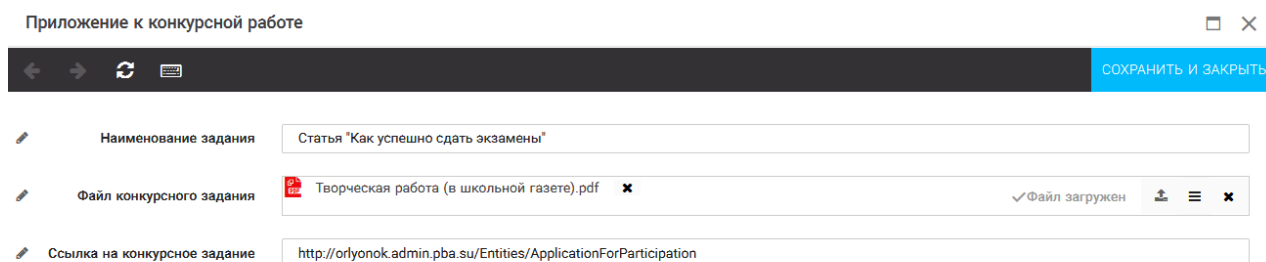 Приложение к конкурсной работе
СОХРАНИТЬ И ЗАКРЫТЬ
Наименование задания Статья "Как успешно сдать экзамены"
Файл конкурсного задания Творческая работа (в школьной газете).pdf Файл загружен
Ссылка на конкурсное задание http://orlyonok.admin.pba.su/Entities/ApplicationForParticipation